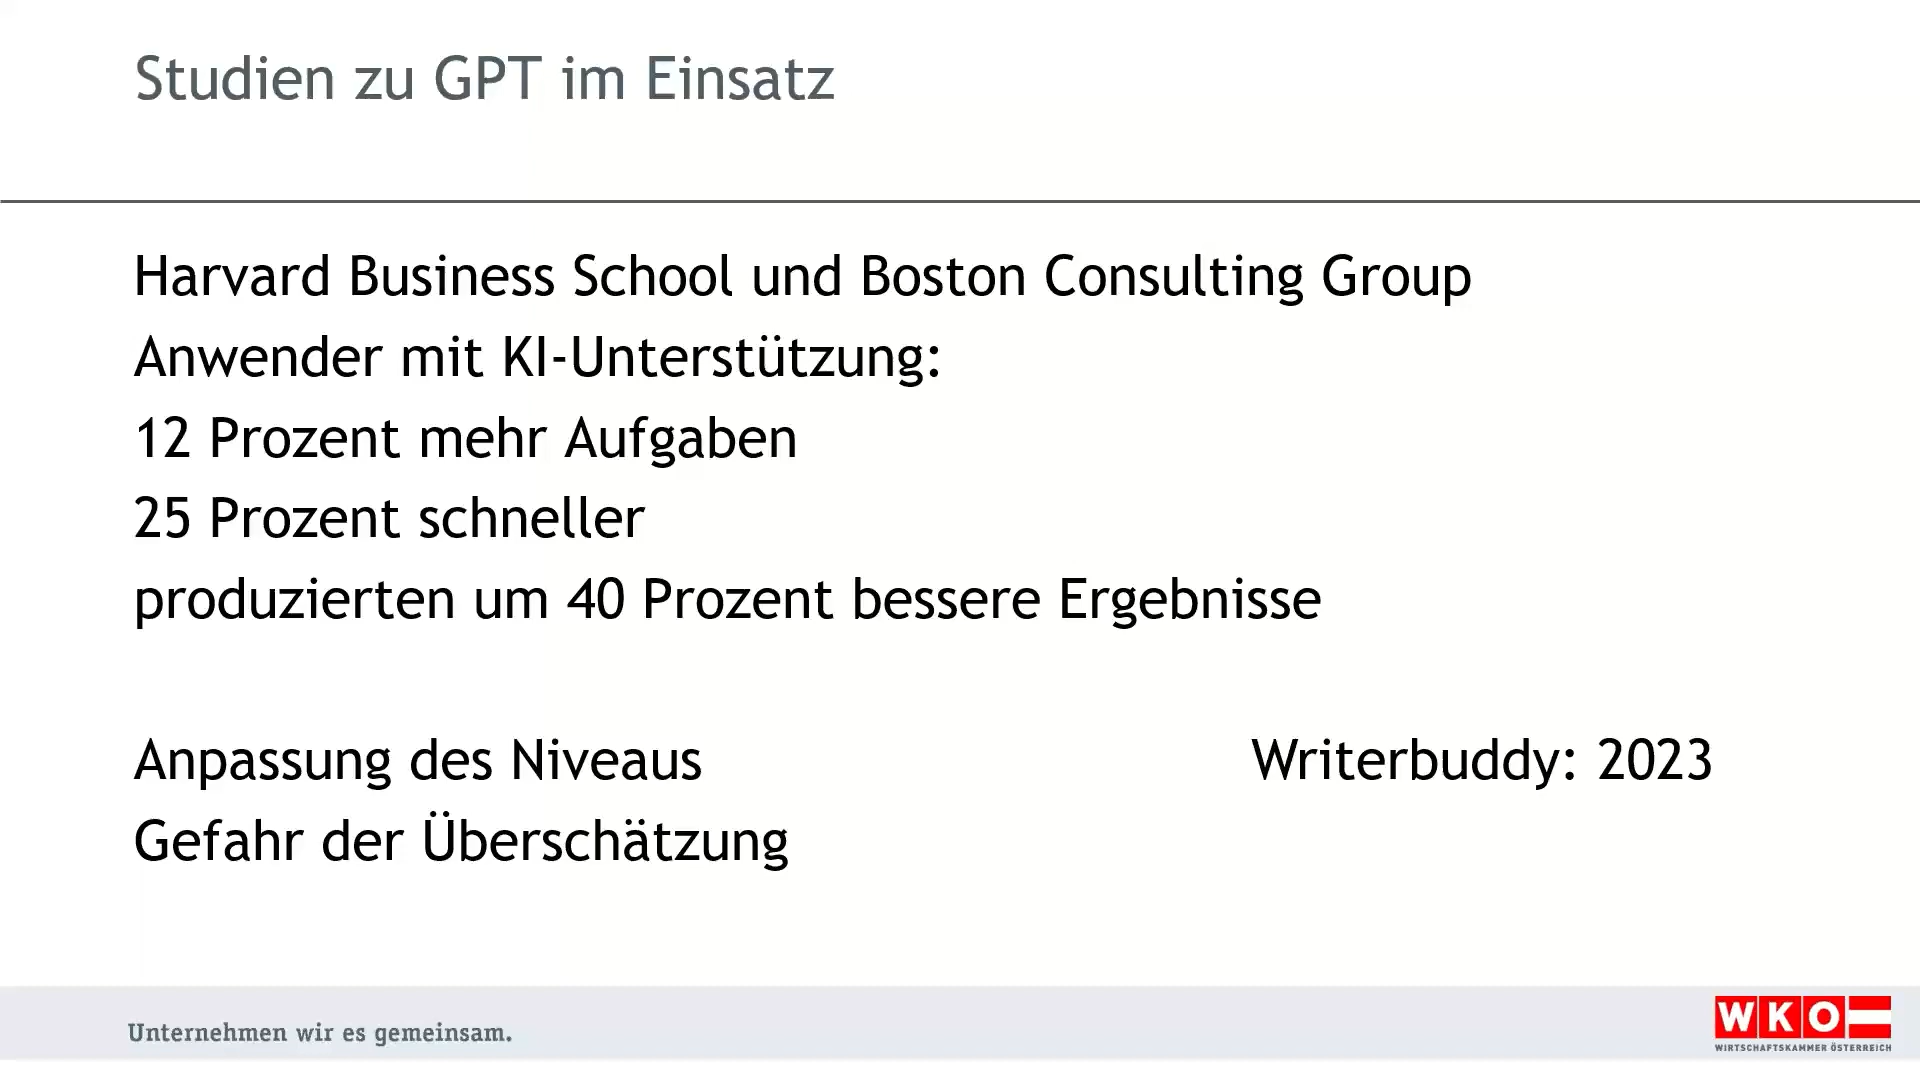 Studien zu GPT im Einsatz
Harvard Business School und Boston Consulting Group
Anwender mit KI-Unterstützung:
12 Prozent mehr Aufgaben
25 Prozent schneller
produzierten um 40 Prozent bessere Ergebnisse
Anpassung des Niveaus Writerbuddy: 2023
Gefahr der Überschätzung
Unternehmen wir es gemeinsam.
WKO
WIRTSCHAFTSKAMMER ÖSTERREICH